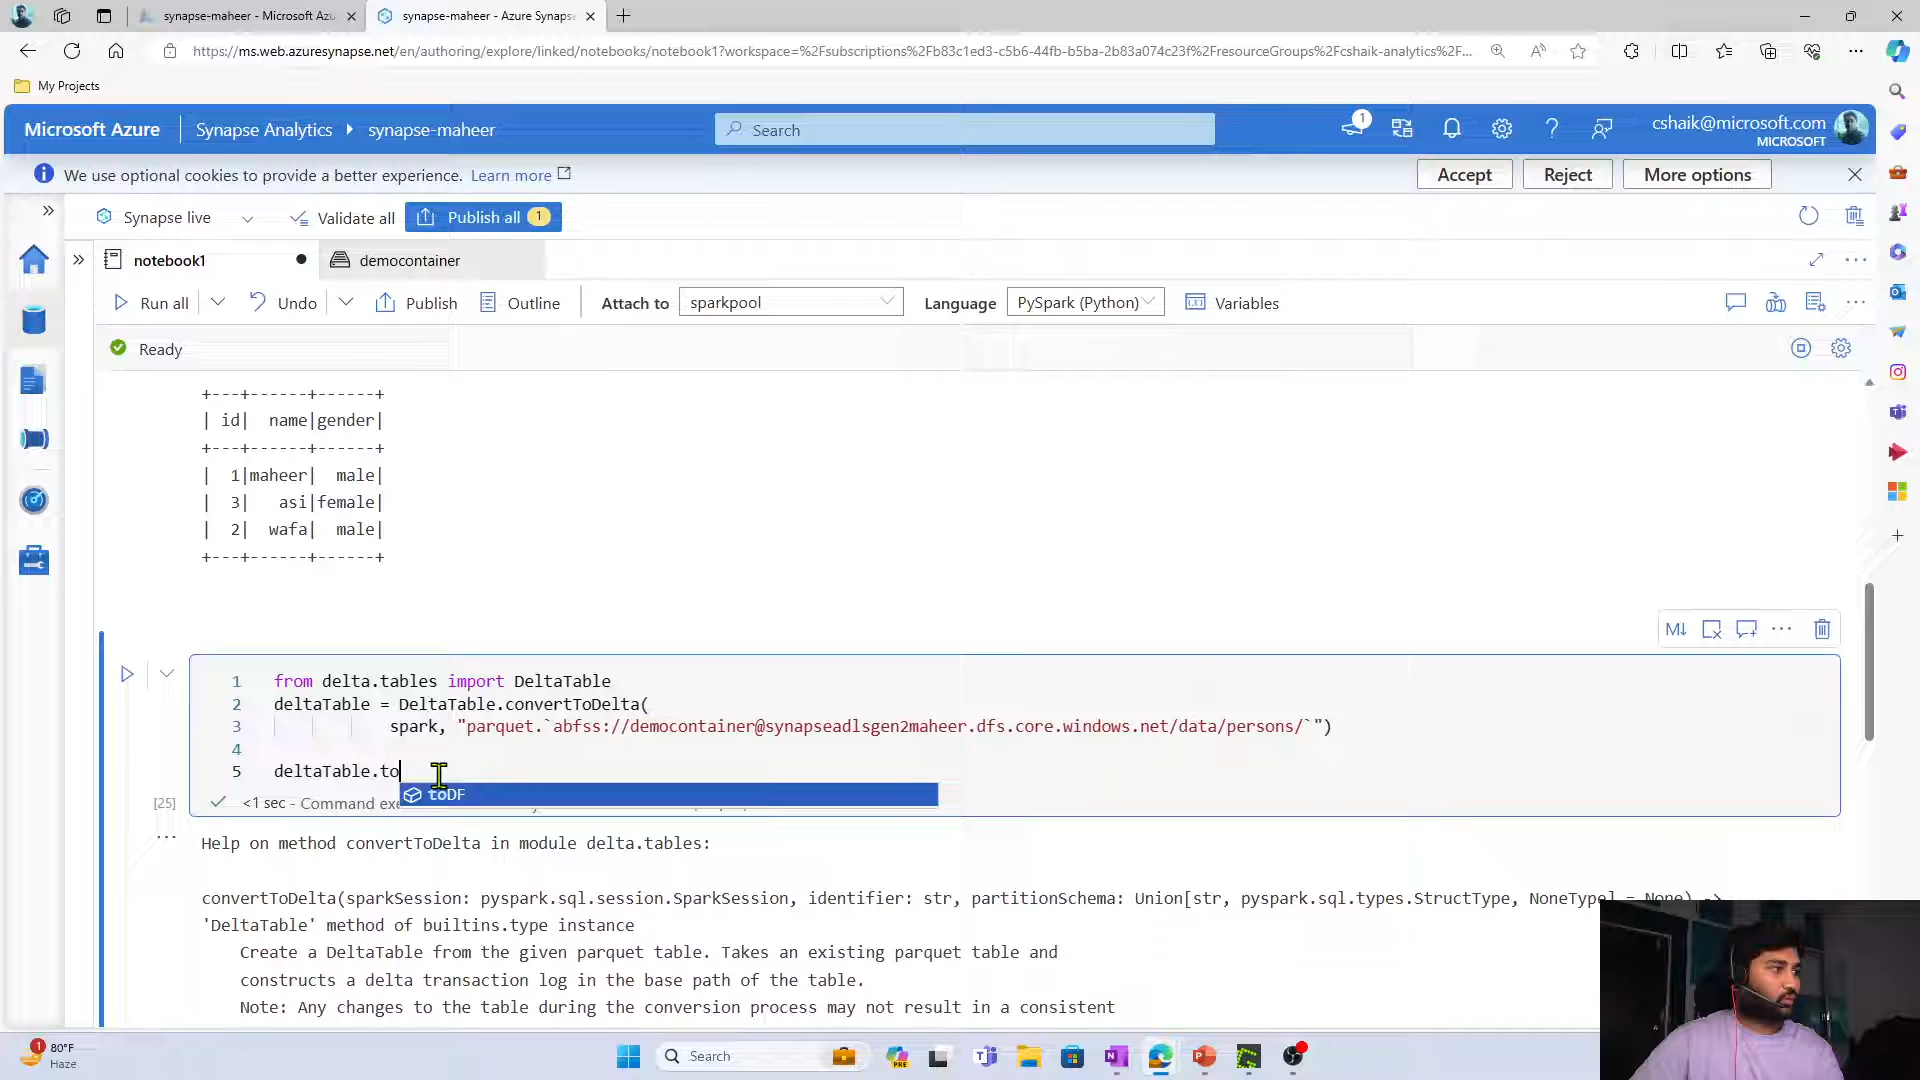 synapse-maheer - Microsoft Azu
synapse-maheer - Azure Synapse
https://ms.web.azuresynapse.net/en/authoring/explore/linked/notebooks/notebook1?workspace=%2Fsubscriptions%2Fb83c1ed3-c5b6-44fb-b5ba-2b83a074c23f%2FresourceGroups%2Fcshaik-analytics%2F...
My Projects
Microsoft Azure
Synapse Analytics
synapse-maheer
Search
1
cshaik@microsoft.com
MICROSOFT
We use optional cookies to provide a better experience. Learn more
Accept
Reject
More options
Synapse live
Validate all
Publish all 1
notebook1
democontainer
Run all
Undo
Publish
Outline
Attach to
sparkpool
Language
PySpark (Python)
Variables
Ready
+---+------+------+
| id|  name|gender|
+---+------+------+
|  1|maheer|  male|
|  3|   asi|female|
|  2|  wafa|  male|
+---+------+------+
M↓
1 from delta.tables import DeltaTable
2 deltaTable = DeltaTable.convertToDelta(
3 spark, "parquet.`abfss://democontainer@synapseadlsgen2maheer.dfs.core.windows.net/data/persons/`")
4
5 deltaTable.to
toDF
[25]
<1 sec - Command exe
Help on method convertToDelta in module delta.tables:
convertToDelta(sparkSession: pyspark.sql.session.SparkSession, identifier: str, partitionSchema: Union[str, pyspark.sql.types.StructType, NoneType] = None) ->
'DeltaTable' method of builtins.type instance
Create a DeltaTable from the given parquet table. Takes an existing parquet table and
constructs a delta transaction log in the base path of the table.
Note: Any changes to the table during the conversion process may not result in a consistent
1
80°F
Haze
Search
PRE